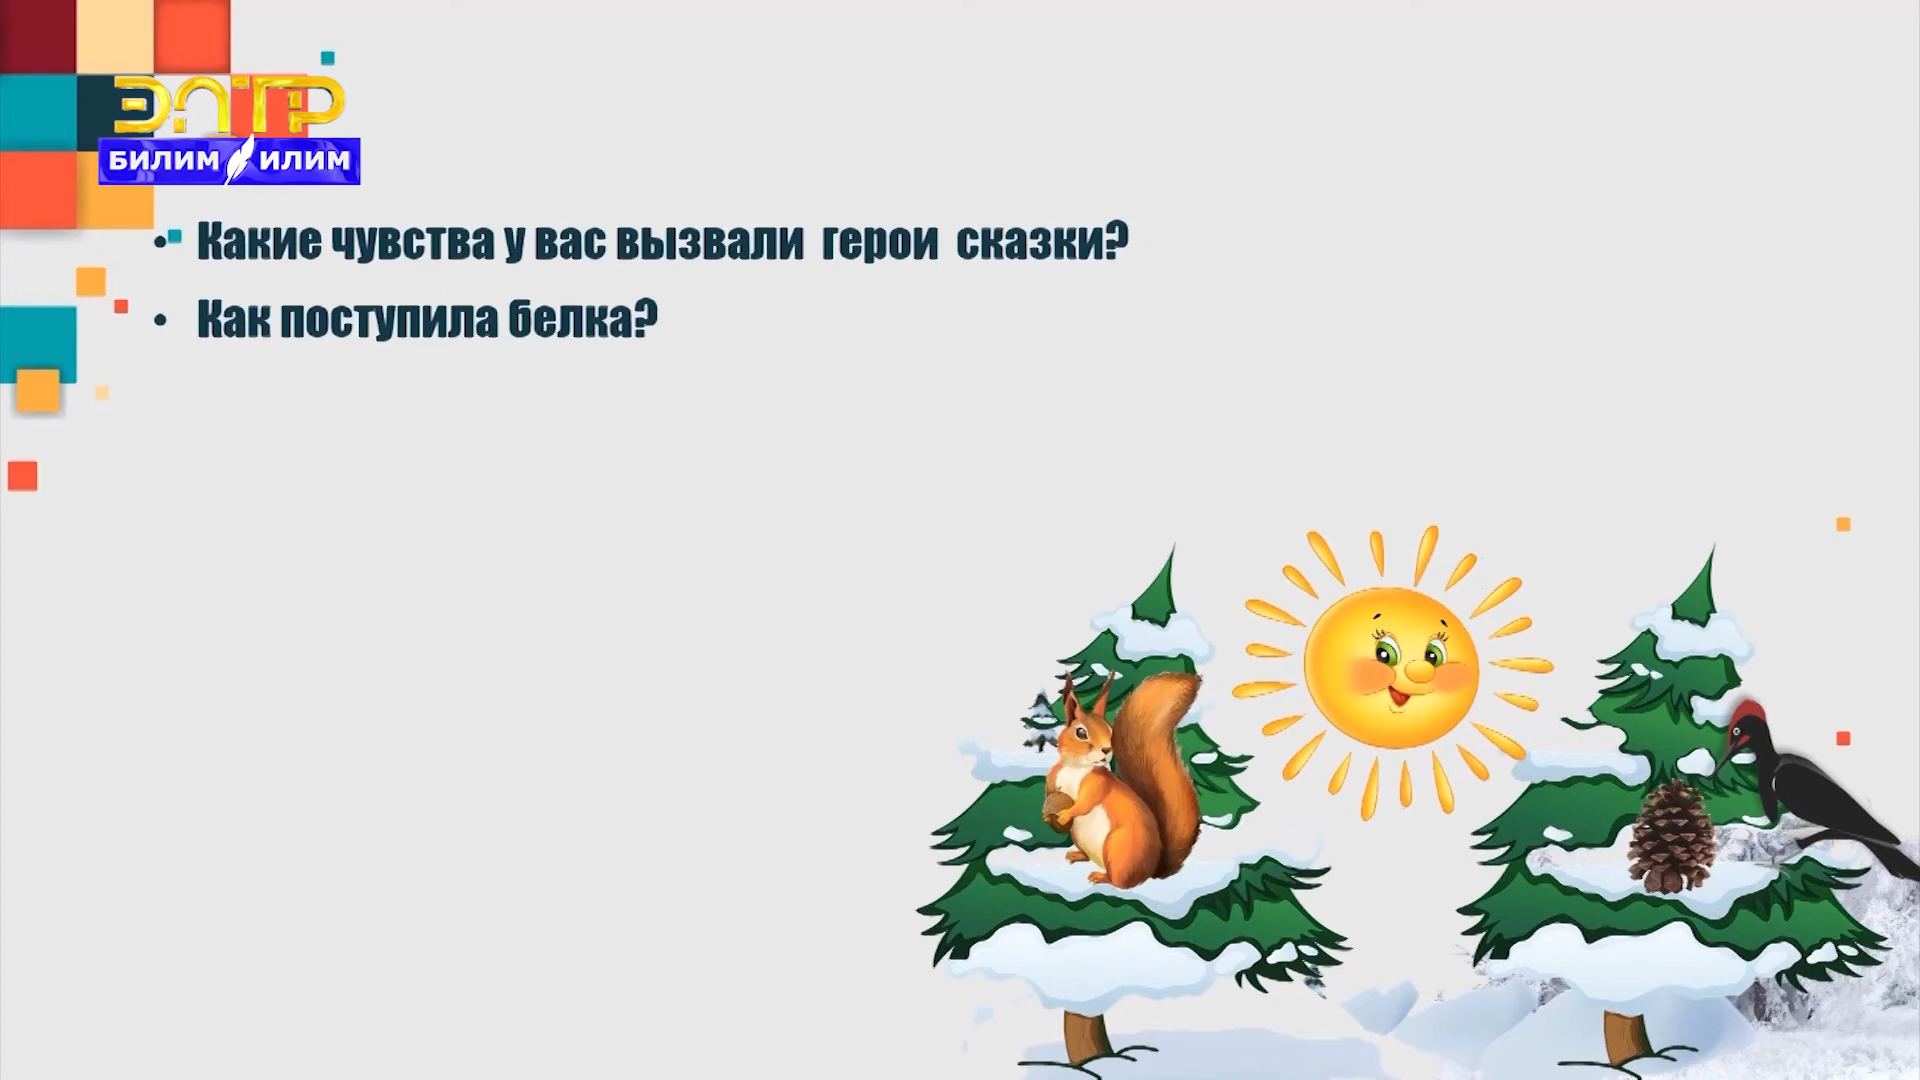 ЭЛТР
БИЛИМ ИЛИМ
• Какие чувства у вас вызвали герои сказки?
• Как поступила белка?